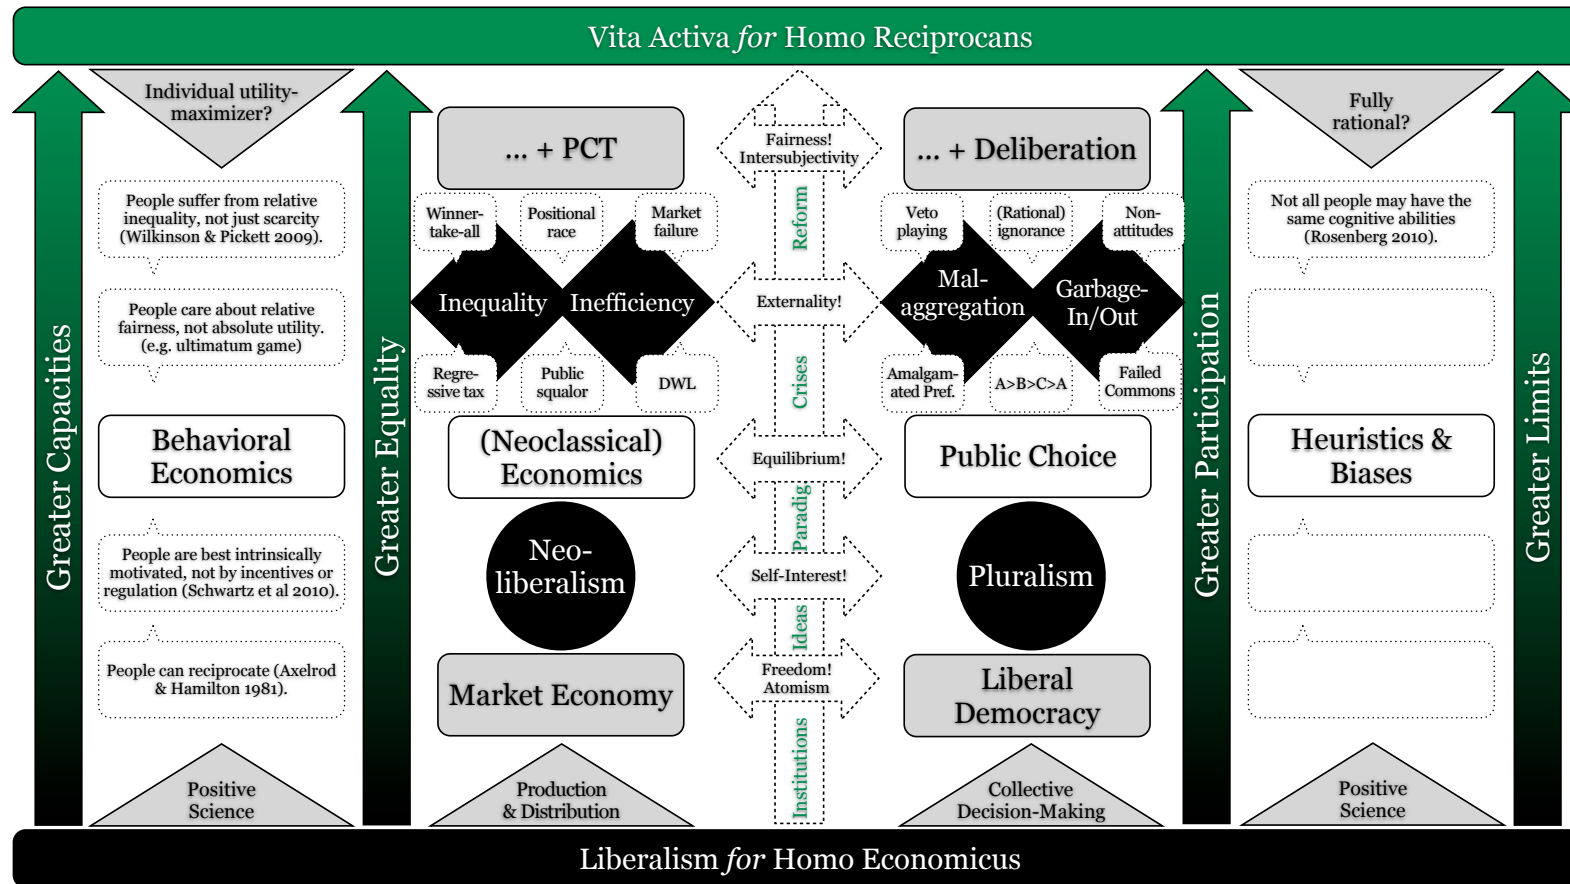 Vita Activa for Homo Reciprocans
Greater Capacities
Individual utility-
maximizer?
People suffer from relative
inequality, not just scarcity
(Wilkinson & Pickett 2009).
People care about relative
fairness, not absolute utility.
(e.g. ultimatum game)
Behavioral
Economics
People are best intrinsically
motivated, not by incentives or
regulation (Schwartz et al 2010).
People can reciprocate (Axelrod
& Hamilton 1981).
Positive
Science
Greater Equality
... + PCT
Winner-
take-all
Positional
race
Market
failure
Inequality
Inefficiency
Regre-
ssive tax
Public
squalor
DWL
(Neoclassical)
Economics
Neo-
liberalism
Market Economy
Production
& Distribution
Fairness!
Intersubjectivity
Reform
Externality!
Crises
Equilibrium!
Paradig
Self-Interest!
Ideas
Freedom!
Atomism
Institutions
... + Deliberation
Veto
playing
(Rational)
ignorance
Non-
attitudes
Mal-
aggregation
Garbage-
In/Out
Amalgam-
ated Pref.
A>B>C>A
Failed
Commons
Public Choice
Pluralism
Liberal
Democracy
Collective
Decision-Making
Greater Participation
Fully
rational?
Not all people may have the
same cognitive abilities
(Rosenberg 2010).
Heuristics &
Biases
Positive
Science
Greater Limits
Liberalism for Homo Economicus